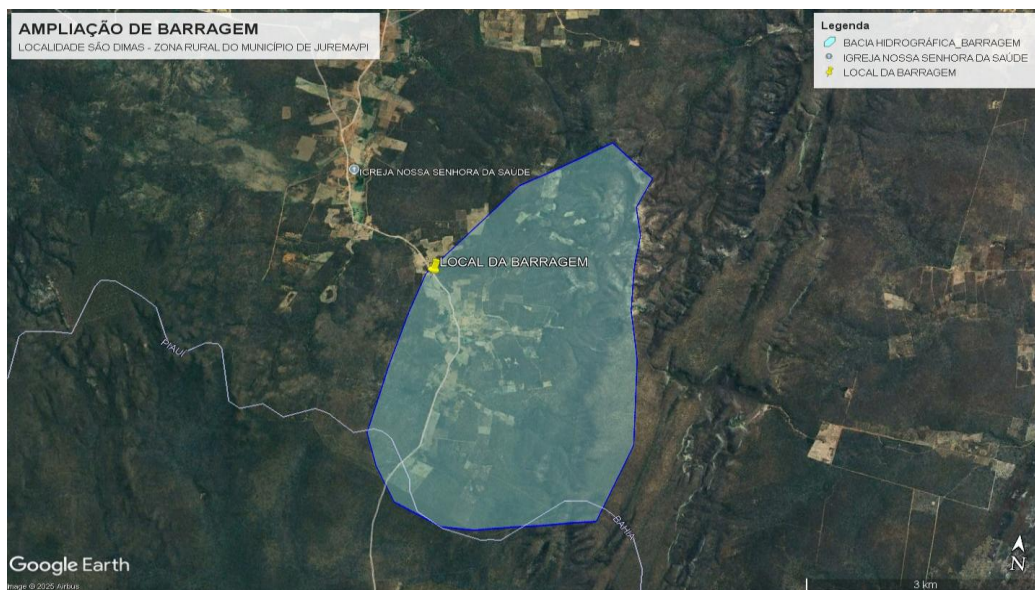 AMPLIAÇÃO DE BARRAGEM
LOCALIDADE SÃO DIMAS - ZONA RURAL DO MUNICÍPIO DE JUREMA/PI
Legenda
BACIA HIDROGRÁFICA_BARRAGEM
IGREJA NOSSA SENHORA DA SAÚDE
LOCAL DA BARRAGEM
IGREJA NOSSA SENHORA DA SAÚDE
LOCAL DA BARRAGEM
PIAUÍ
BAHIA
Google Earth
Image © 2025 Airbus
3 km
N